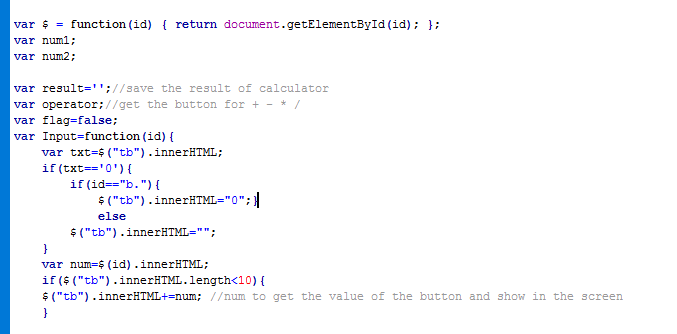 var $ = function(id) { return document.getElementById(id); };
var num1;
var num2;
var result='';//save the result of calculator
var operator;//get the button for + - * /
var flag=false;
var Input=function(id){
var txt=$("tb").innerHTML;
if(txt=='0'){
if(id=="b."){
$("tb").innerHTML="0";}
else
$("tb").innerHTML="";
}
var num=$(id).innerHTML;
if($("tb").innerHTML.length<10){
$("tb").innerHTML+=num; //num to get the value of the button and show in the screen
}